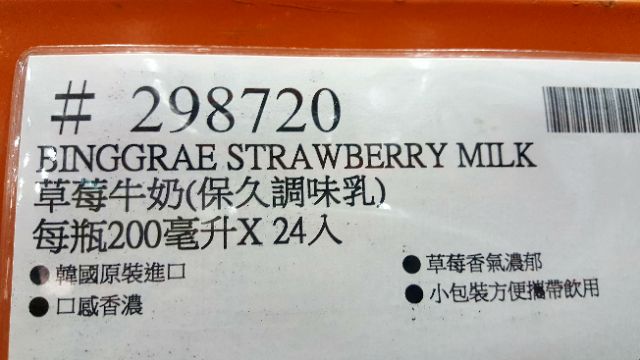 # 298720
BINGGRAE STRAWBERRY MILK
草莓牛奶(保久調味乳)
每瓶200毫升X 24入
● 韓國原裝進口
● 口感香濃
● 草莓香氣濃郁
● 小包裝方便攜帶飲用